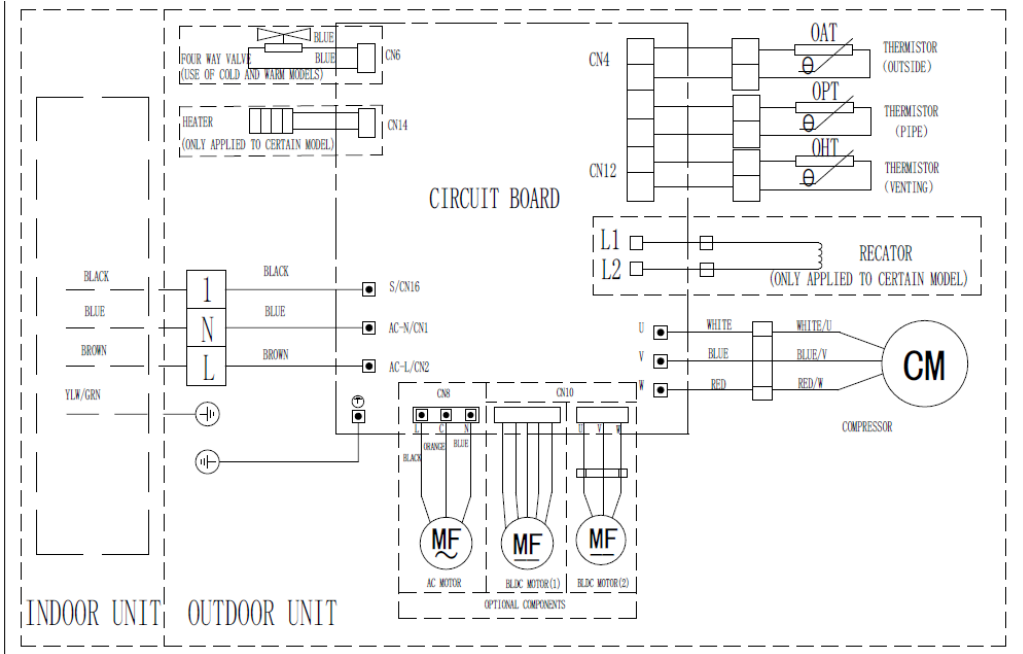 BLUE
FOUR WAY VALVE BLUE CN6
(USE OF COLD AND WARM MODELS)
HEATER CN14
(ONLY APPLIED TO CERTAIN MODEL)
CN4
CN12
OAT
θ
THERMISTOR
(OUTSIDE)
OPT
θ
THERMISTOR
(PIPE)
OHT
θ
THERMISTOR
(VENTING)
CIRCUIT BOARD
L1
L2
RECATOR
(ONLY APPLIED TO CERTAIN MODEL)
BLACK 1 BLACK S/CN16
BLUE N BLUE AC-N/CN1
BROWN L BROWN AC-L/CN2
YLW/GRN
U WHITE WHITE/U
V BLUE BLUE/V
W RED RED/W
CM
COMPRESSOR
CN8 CN10
L C N
BLACK ORANGE BLUE
U V W
MF
~
MF
MF
AC MOTOR BLDC MOTOR(1) BLDC MOTOR(2)
OPTIONAL COMPONENTS
INDOOR UNIT OUTDOOR UNIT